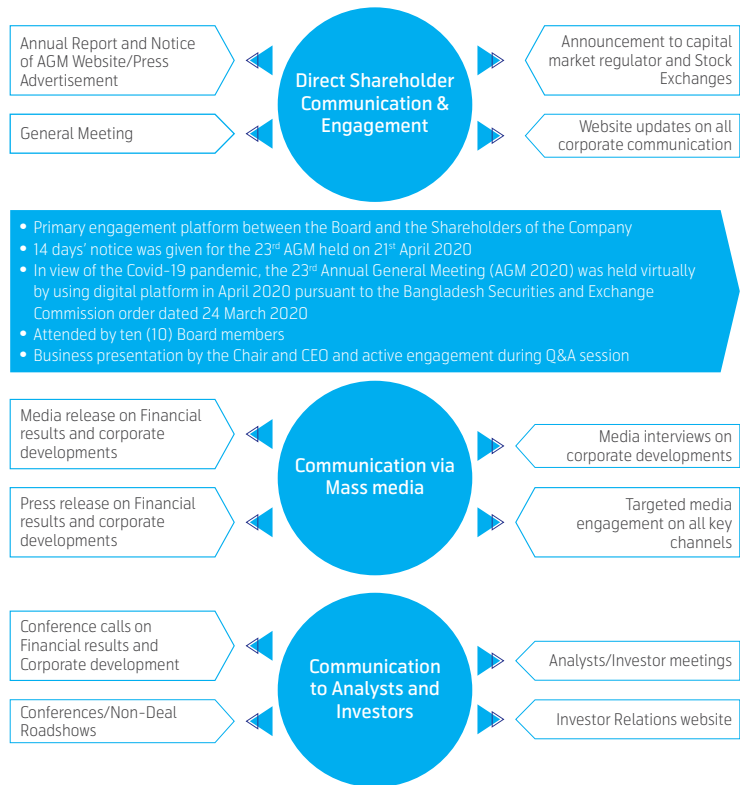 Annual Report and Notice
of AGM Website/Press
Advertisement
General Meeting
Direct Shareholder
Communication &
Engagement
Announcement to capital
market regulator and Stock
Exchanges
Website updates on all
corporate communication
• Primary engagement platform between the Board and the Shareholders of the Company
• 14 days' notice was given for the 23rd AGM held on 21st April 2020
• In view of the Covid-19 pandemic, the 23rd Annual General Meeting (AGM 2020) was held virtually
by using digital platform in April 2020 pursuant to the Bangladesh Securities and Exchange
Commission order dated 24 March 2020
• Attended by ten (10) Board members
• Business presentation by the Chair and CEO and active engagement during Q&A session
Media release on Financial
results and corporate
developments
Press release on Financial
results and corporate
developments
Communication via
Mass media
Media interviews on
corporate developments
Targeted media
engagement on all key
channels
Conference calls on
Financial results and
Corporate development
Conferences/Non-Deal
Roadshows
Communication
to Analysts and
Investors
Analysts/Investor meetings
Investor Relations website